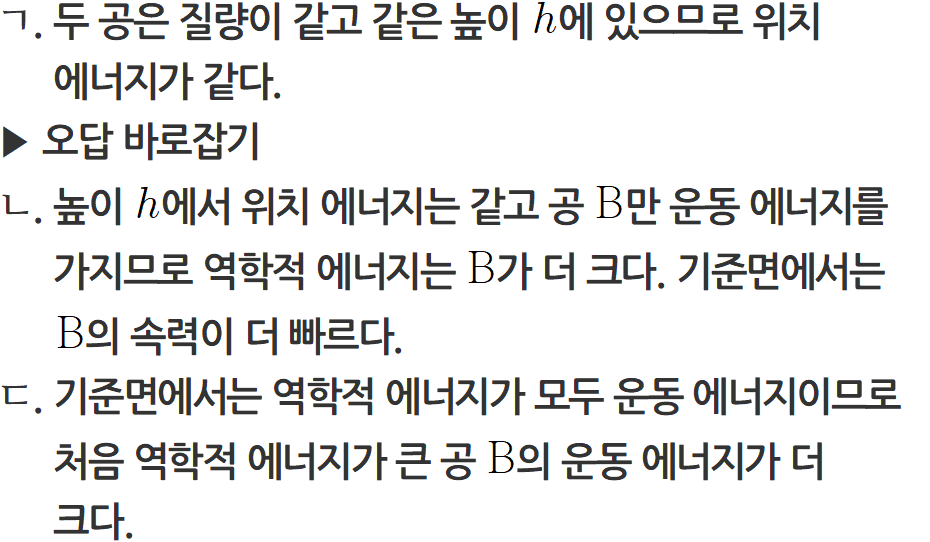 ㄱ. 두 공은 질량이 같고 같은 높이 h에 있으므로 위치
에너지가 같다.
▶ 오답 바로잡기
ㄴ. 높이 h에서 위치 에너지는 같고 공 B만 운동 에너지를
가지므로 역학적 에너지는 B가 더 크다. 기준면에서는
B의 속력이 더 빠르다.
ㄷ. 기준면에서는 역학적 에너지가 모두 운동 에너지이므로
처음 역학적 에너지가 큰 공 B의 운동 에너지가 더
크다.